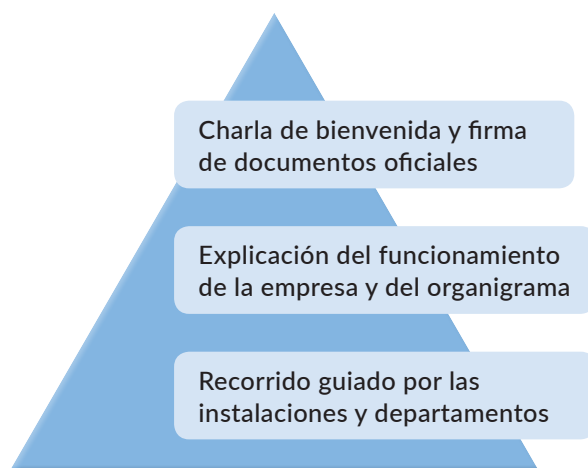 Charla de bienvenida y firma
de documentos oficiales
Explicación del funcionamiento
de la empresa y del organigrama
Recorrido guiado por las
instalaciones y departamentos